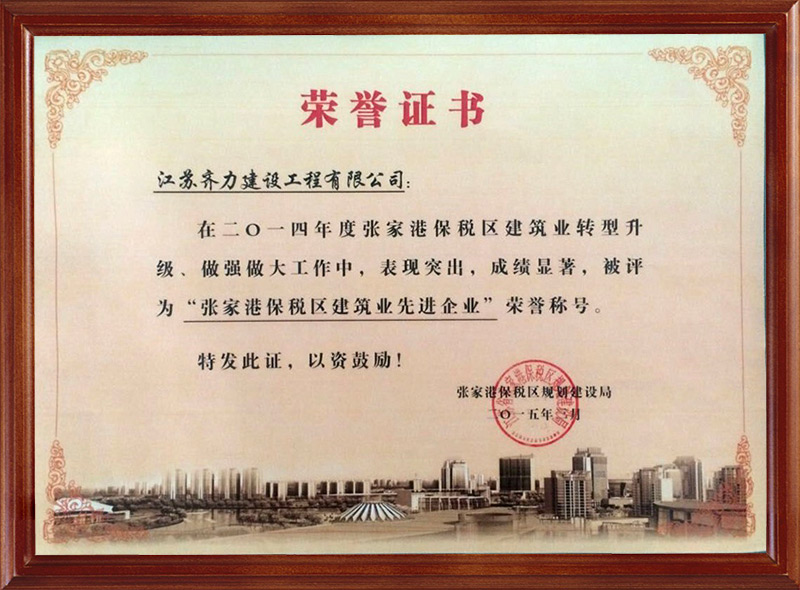 荣誉证书
江苏齐力建设工程有限公司：
在二〇一四年度张家港保税区建筑业转型升
级、做强做大工作中，表现突出，成绩显著，被评
为“张家港保税区建筑业先进企业”荣誉称号。
特发此证，以资鼓励！
张家港保税区规划建设局
〇一五年 月